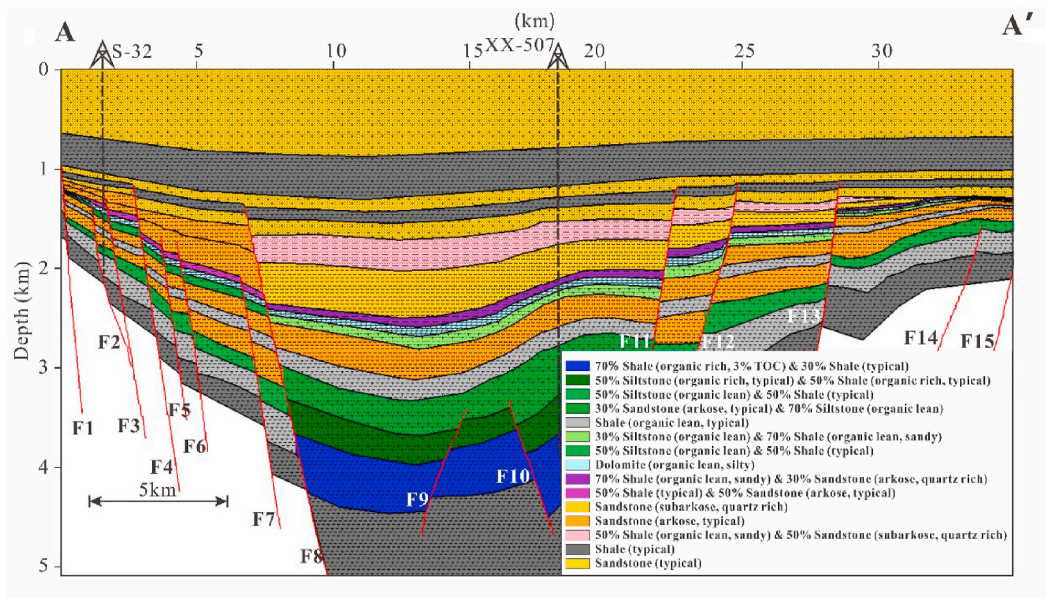 (km)
A S-32 5 10 15 XX-507 20 25 30 A′
0
1
2
3
4
5
Depth (km)
F1
F2
F3
F4
F5
F6
F7
F8
F9
F10
F11
F12
F13
F14
F15
5km
70% Shale (organic rich, 3% TOC) & 30% Shale (typical)
50% Siltstone (organic rich, typical) & 50% Shale (organic rich, typical)
50% Siltstone (organic lean) & 50% Shale (typical)
30% Sandstone (arkose, typical) & 70% Siltstone (organic lean)
Shale (organic lean, typical)
30% Siltstone (organic lean) & 70% Shale (organic lean, sandy)
50% Siltstone (organic lean) & 50% Shale (typical)
Dolomite (organic lean, silty)
70% Shale (organic lean, sandy) & 30% Sandstone (arkose, quartz rich)
50% Shale (typical) & 50% Sandstone (arkose, typical)
Sandstone (subarkose, quartz rich)
Sandstone (arkose, typical)
50% Shale (organic lean, sandy) & 50% Sandstone (subarkose, quartz rich)
Shale (typical)
Sandstone (typical)